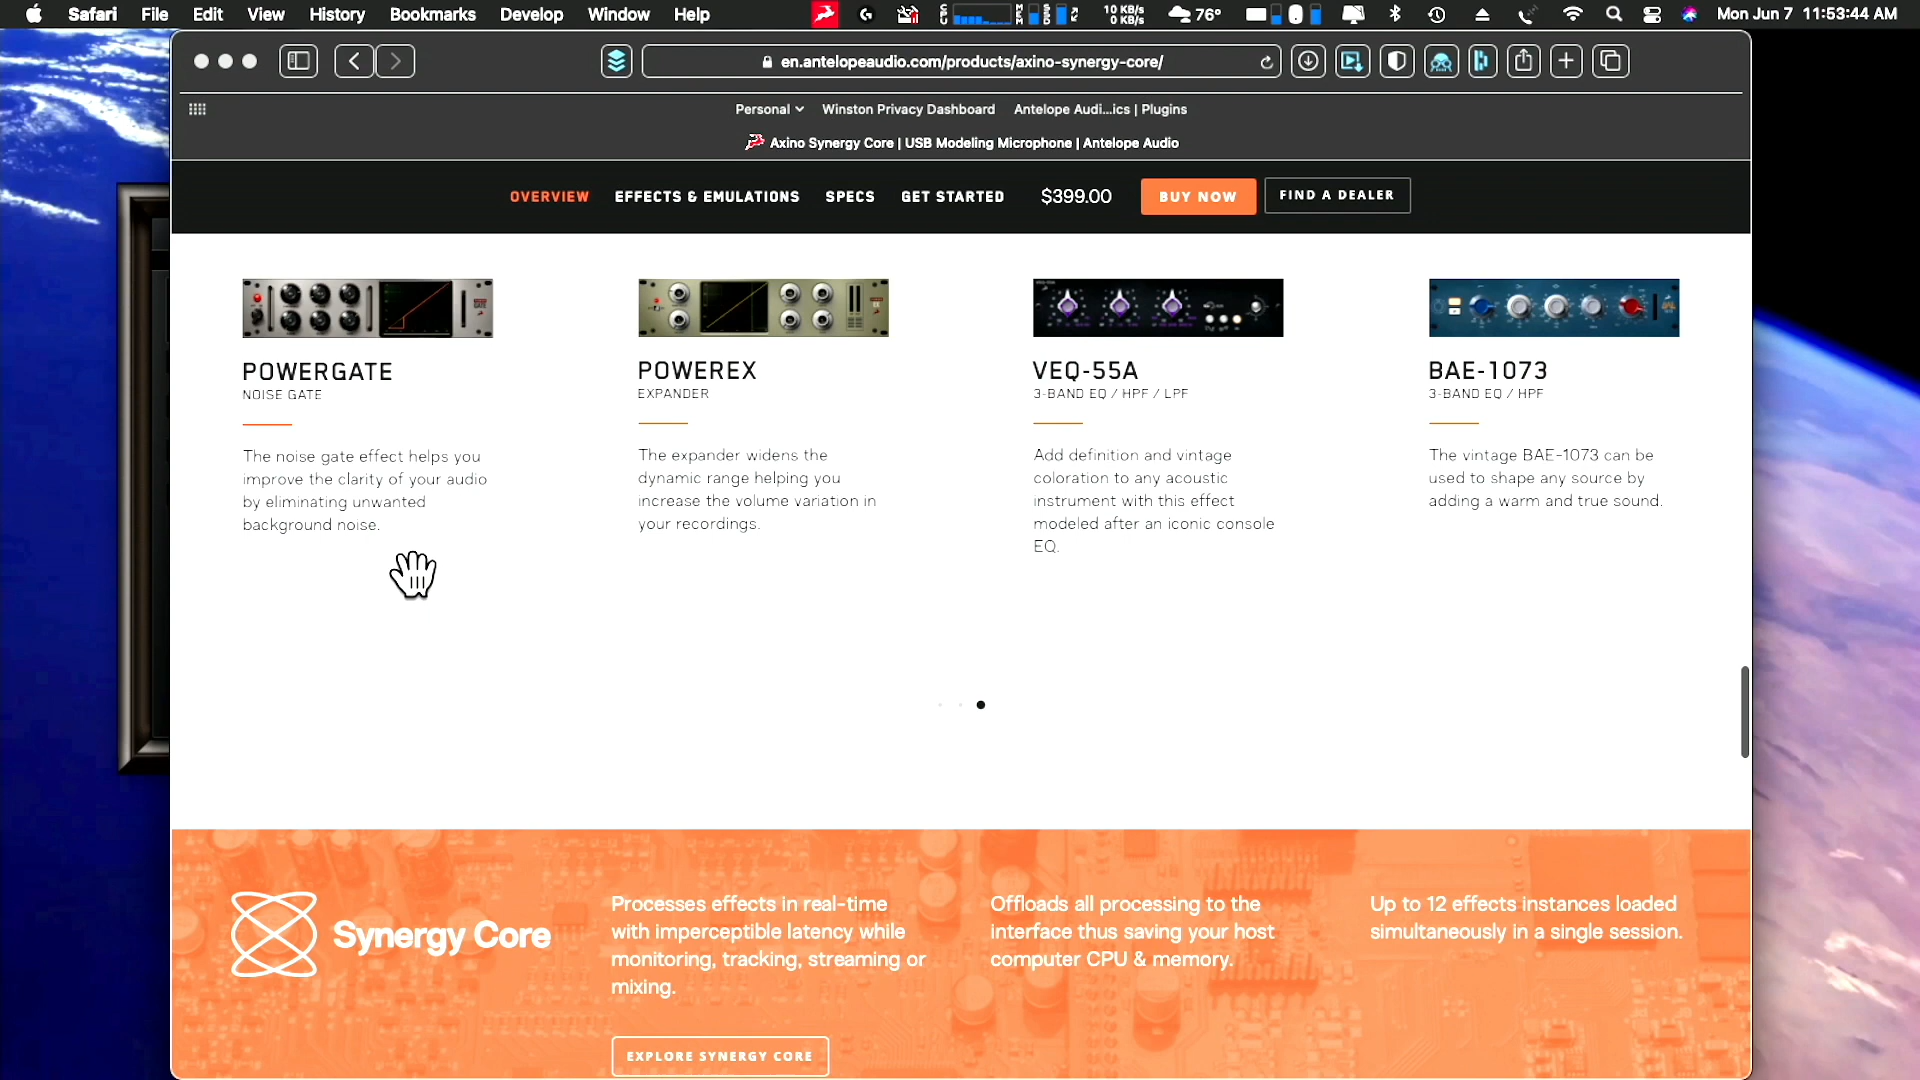 Safari File Edit View History Bookmarks Develop Window Help
10 KB/s
0 KB/s
76°
Mon Jun 7 11:53:44 AM
en.antelopeaudio.com/products/axino-synergy-core/
Personal Winston Privacy Dashboard Antelope Audi...ics | Plugins
Axino Synergy Core | USB Modeling Microphone | Antelope Audio
OVERVIEW EFFECTS & EMULATIONS SPECS GET STARTED $399.00 BUY NOW FIND A DEALER
POWERGATE
NOISE GATE
The noise gate effect helps you
improve the clarity of your audio
by eliminating unwanted
background noise.
POWEREX
EXPANDER
The expander widens the
dynamic range helping you
increase the volume variation in
your recordings.
VEQ-55A
3-BAND EQ / HPF / LPF
Add definition and vintage
coloration to any acoustic
instrument with this effect
modeled after an iconic console
EQ.
BAE-1073
3-BAND EQ / HPF
The vintage BAE-1073 can be
used to shape any source by
adding a warm and true sound.
Synergy Core
Processes effects in real-time
with imperceptible latency while
monitoring, tracking, streaming or
mixing.
EXPLORE SYNERGY CORE
Offloads all processing to the
interface thus saving your host
computer CPU & memory.
Up to 12 effects instances loaded
simultaneously in a single session.